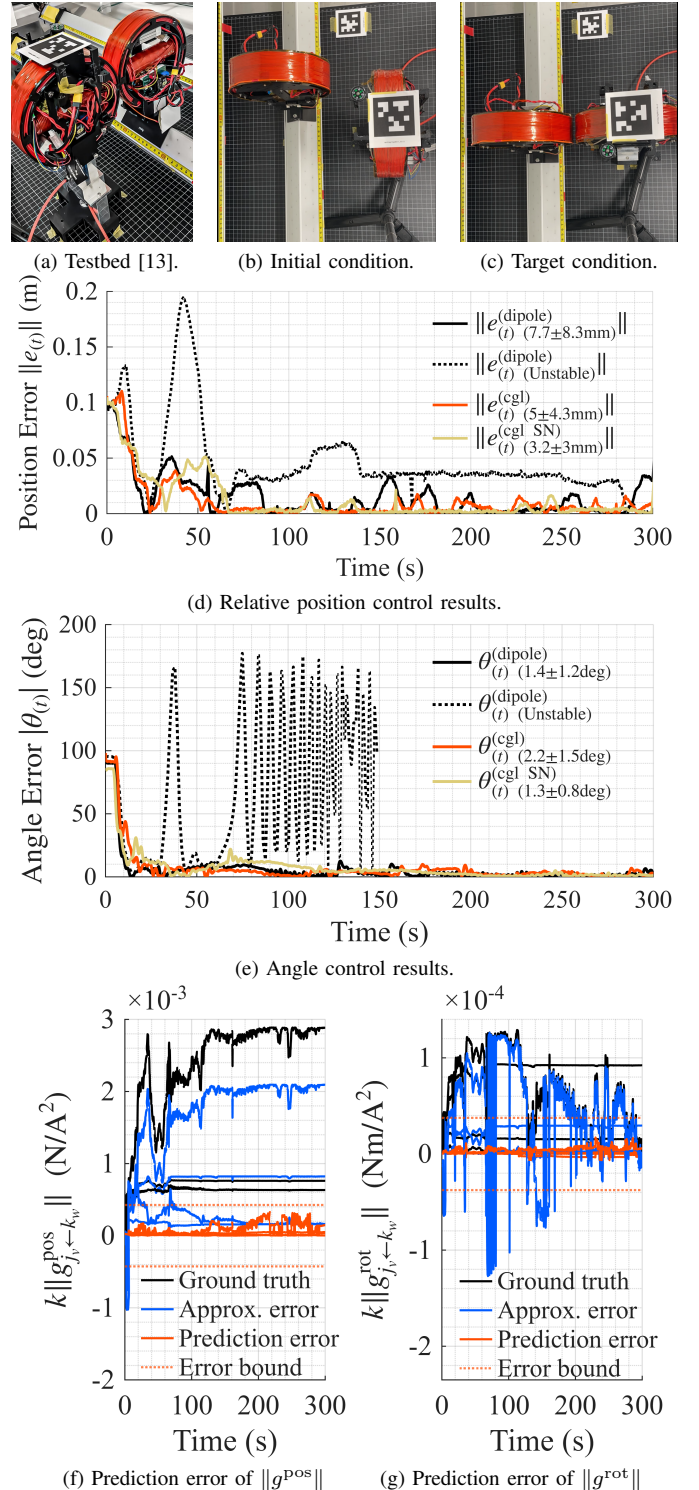 (a) Testbed [13].
(b) Initial condition.
(c) Target condition.
Position Error ‖e(t)‖ (m)
0.2
0.15
0.1
0.05
0
‖e(t)^(dipole) (7.7±8.3mm)‖
‖e(t)^(dipole) (Unstable)‖
‖e(t)^(cgl) (5±4.3mm)‖
‖e(t)^(cgl SN) (3.2±3mm)‖
0 50 100 150 200 250 300
Time (s)
(d) Relative position control results.
Angle Error |θ(t)| (deg)
200
150
100
50
0
θ(t)^(dipole) (1.4±1.2deg)
θ(t)^(dipole) (Unstable)
θ(t)^(cgl) (2.2±1.5deg)
θ(t)^(cgl SN) (1.3±0.8deg)
0 50 100 150 200 250 300
Time (s)
(e) Angle control results.
×10^-3
k‖g^pos_{j_v←k_w}‖ (N/A²)
3
2
1
0
-1
-2
Ground truth
Approx. error
Prediction error
Error bound
0 100 200 300
Time (s)
(f) Prediction error of ‖g^pos‖
×10^-4
k‖g^rot_{j_v←k_w}‖ (Nm/A²)
1
0
-1
-2
Ground truth
Approx. error
Prediction error
Error bound
0 100 200 300
Time (s)
(g) Prediction error of ‖g^rot‖